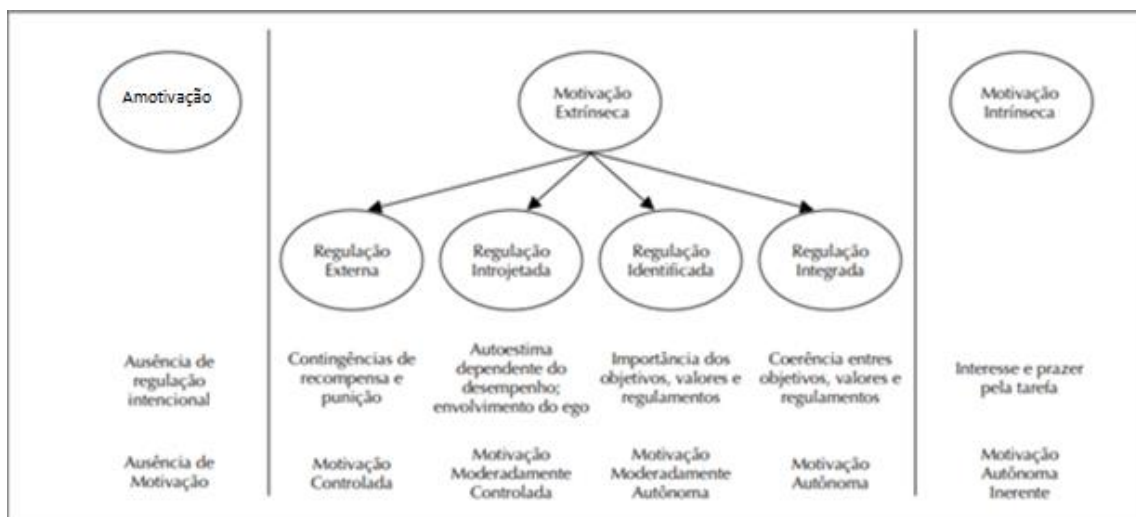 Amotivação
Motivação
Extrínseca
Motivação
Intrínseca
Regulação
Externa
Regulação
Introjetada
Regulação
Identificada
Regulação
Integrada
Ausência de
regulação
intencional
Contingências de
recompensa e
punição
Autoestima
dependente do
desempenho;
envolvimento do ego
Importância dos
objetivos, valores e
regulamentos
Coerência entres
objetivos, valores e
regulamentos
Interesse e prazer
pela tarefa
Ausência de
Motivação
Motivação
Controlada
Motivação
Moderadamente
Controlada
Motivação
Moderadamente
Autônoma
Motivação
Autônoma
Motivação
Autônoma
Inerente